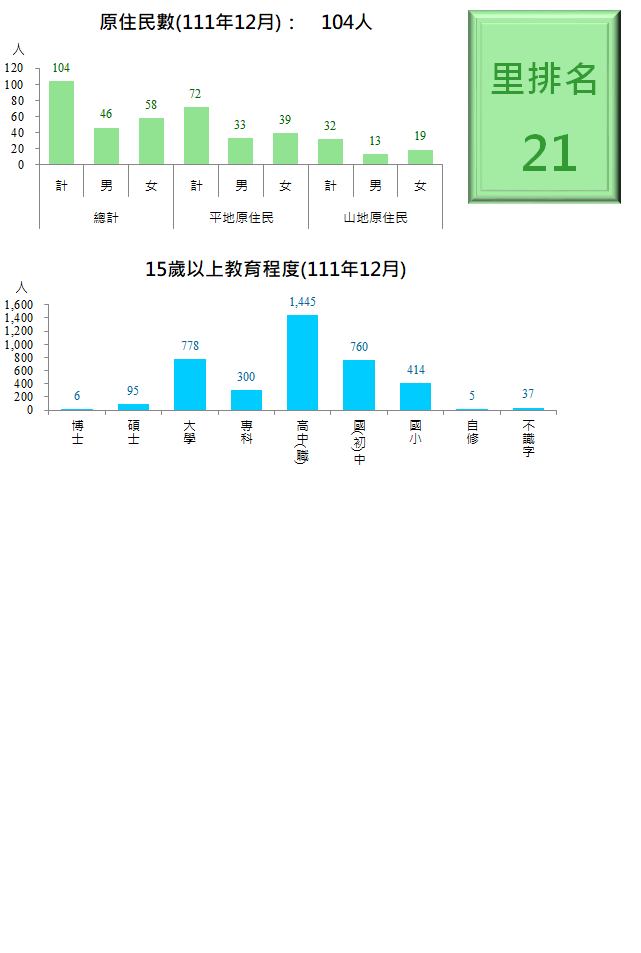 原住民數(111年12月)： 104人
里排名
21
人
120
100
80
60
40
20
0
104
46
58
72
33
39
32
13
19
計 男 女 計 男 女 計 男 女
總計 平地原住民 山地原住民
15歲以上教育程度(111年12月)
人
1,600
1,400
1,200
1,000
800
600
400
200
0
6
95
778
300
1,445
760
414
5
37
博士
碩士
大學
專科
高中(職)
國(初)中
國小
自修
不識字